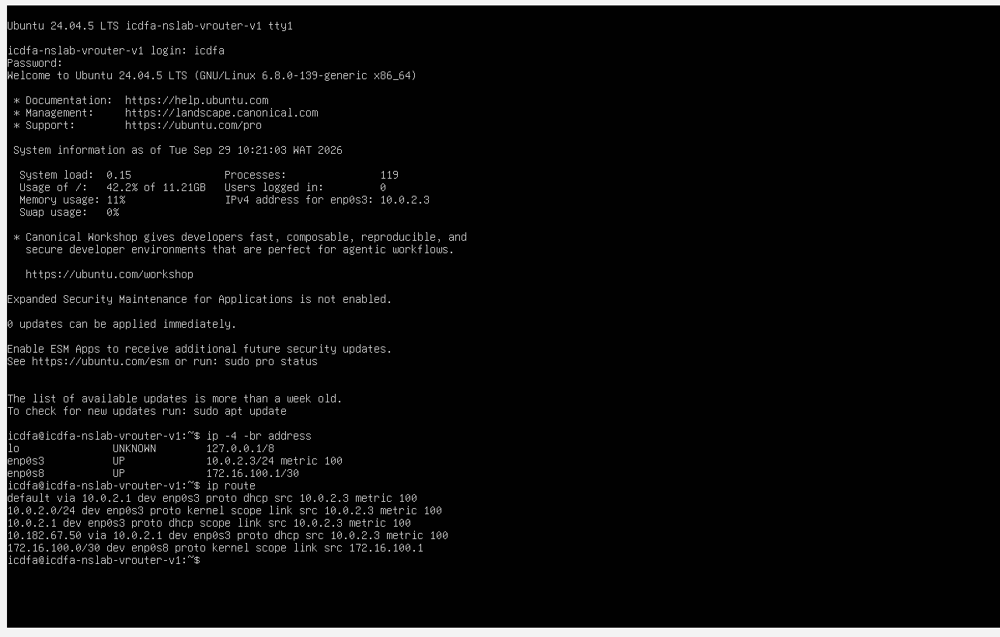 Ubuntu 24.04.5 LTS icdfa-nslab-vrouter-v1 tty1
icdfa-nslab-vrouter-v1 login: icdfa
Password:
Welcome to Ubuntu 24.04.5 LTS (GNU/Linux 6.8.0-139-generic x86_64)
* Documentation:  https://help.ubuntu.com
* Management:     https://landscape.canonical.com
* Support:        https://ubuntu.com/pro
System information as of Tue Sep 29 10:21:03 WAT 2026
System load:  0.15               Processes:               119
Usage of /:   42.2% of 11.21GB   Users logged in:         0
Memory usage: 11%                IPv4 address for enp0s3: 10.0.2.3
Swap usage:   0%
* Canonical Workshop gives developers fast, composable, reproducible, and
secure developer environments that are perfect for agentic workflows.
https://ubuntu.com/workshop
Expanded Security Maintenance for Applications is not enabled.
0 updates can be applied immediately.
Enable ESM Apps to receive additional future security updates.
See https://ubuntu.com/esm or run: sudo pro status
The list of available updates is more than a week old.
To check for new updates run: sudo apt update
icdfa@icdfa-nslab-vrouter-v1:~$ ip -4 -br address
lo               UNKNOWN        127.0.0.1/8
enp0s3           UP             10.0.2.3/24 metric 100
enp0s8           UP             172.16.100.1/30
icdfa@icdfa-nslab-vrouter-v1:~$ ip route
default via 10.0.2.1 dev enp0s3 proto dhcp src 10.0.2.3 metric 100
10.0.2.0/24 dev enp0s3 proto kernel scope link src 10.0.2.3 metric 100
10.0.2.1 dev enp0s3 proto dhcp scope link src 10.0.2.3 metric 100
10.182.67.50 via 10.0.2.1 dev enp0s3 proto dhcp src 10.0.2.3 metric 100
172.16.100.0/30 dev enp0s8 proto kernel scope link src 172.16.100.1
icdfa@icdfa-nslab-vrouter-v1:~$